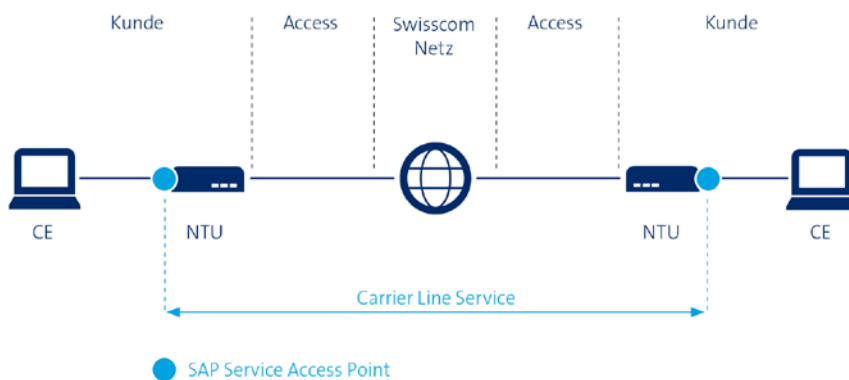 Kunde
Access
Swisscom
Netz
Access
Kunde
CE
NTU
NTU
CE
Carrier Line Service
SAP Service Access Point